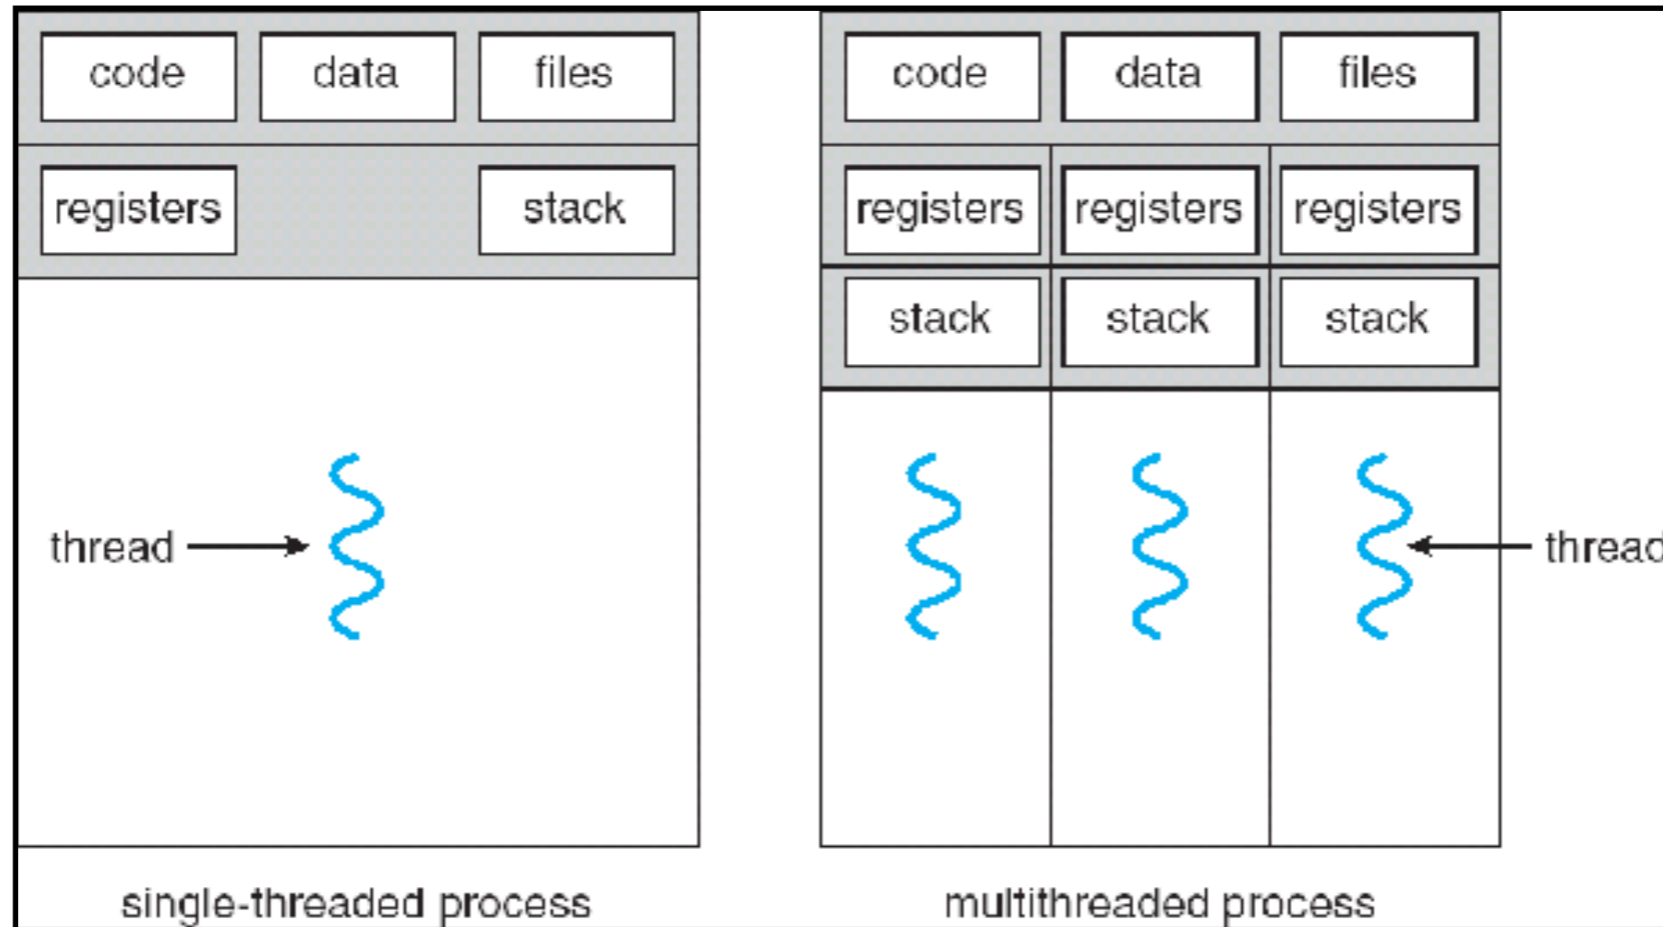 code data files
registers stack
thread
single-threaded process
code data files
registers registers registers
stack stack stack
thread
multithreaded process